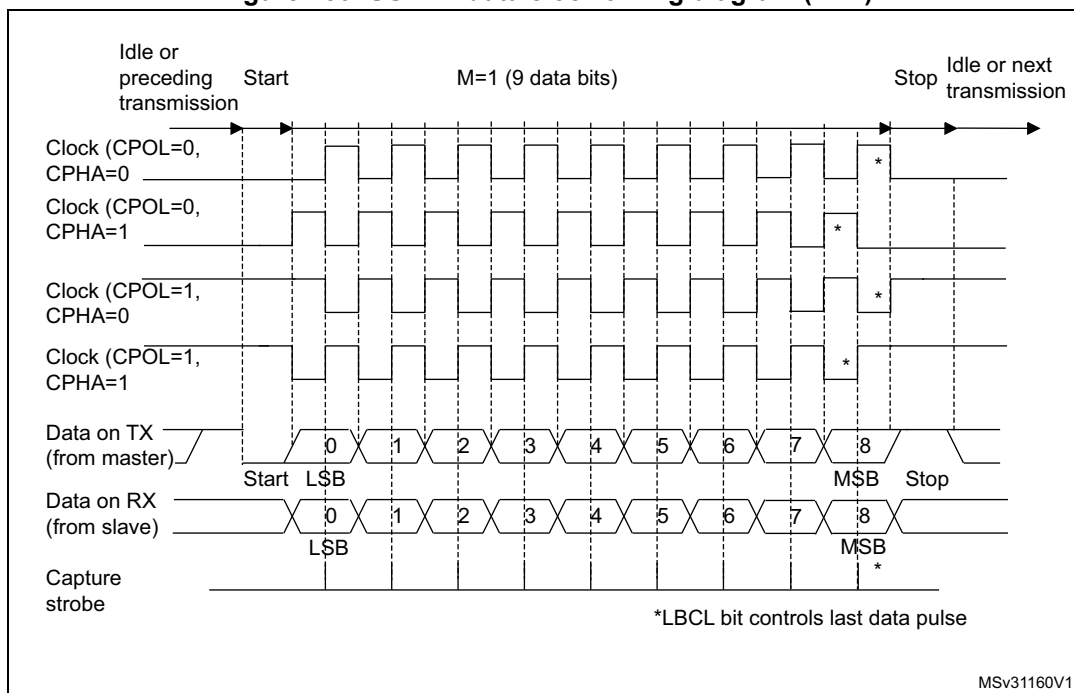 Idle or
preceding
transmission
Start
M=1 (9 data bits)
Stop
Idle or next
transmission
Clock (CPOL=0,
CPHA=0
*
Clock (CPOL=0,
CPHA=1
*
Clock (CPOL=1,
CPHA=0
*
Clock (CPOL=1,
CPHA=1
*
Data on TX
(from master)
0 1 2 3 4 5 6 7 8
Start LSB MSB Stop
Data on RX
(from slave)
0 1 2 3 4 5 6 7 8
LSB MSB
Capture
strobe
*
*LBCL bit controls last data pulse
MSv31160V1